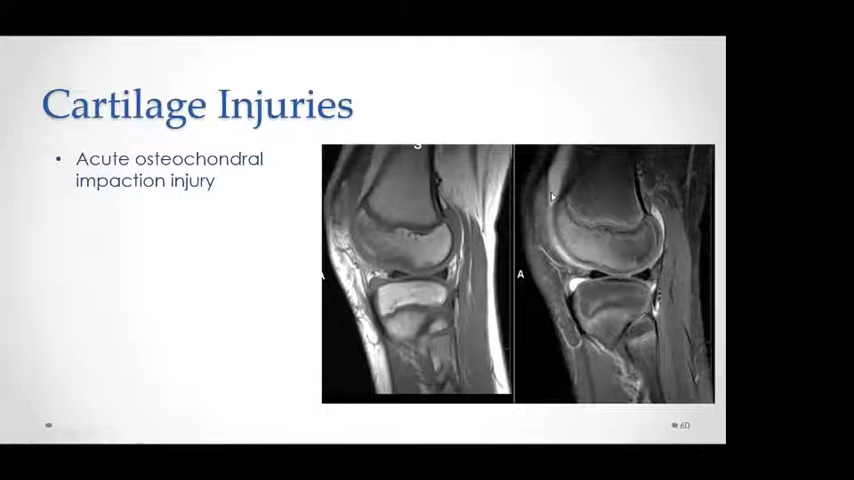 Cartilage Injuries
• Acute osteochondral
impaction injury
S
A
A
60